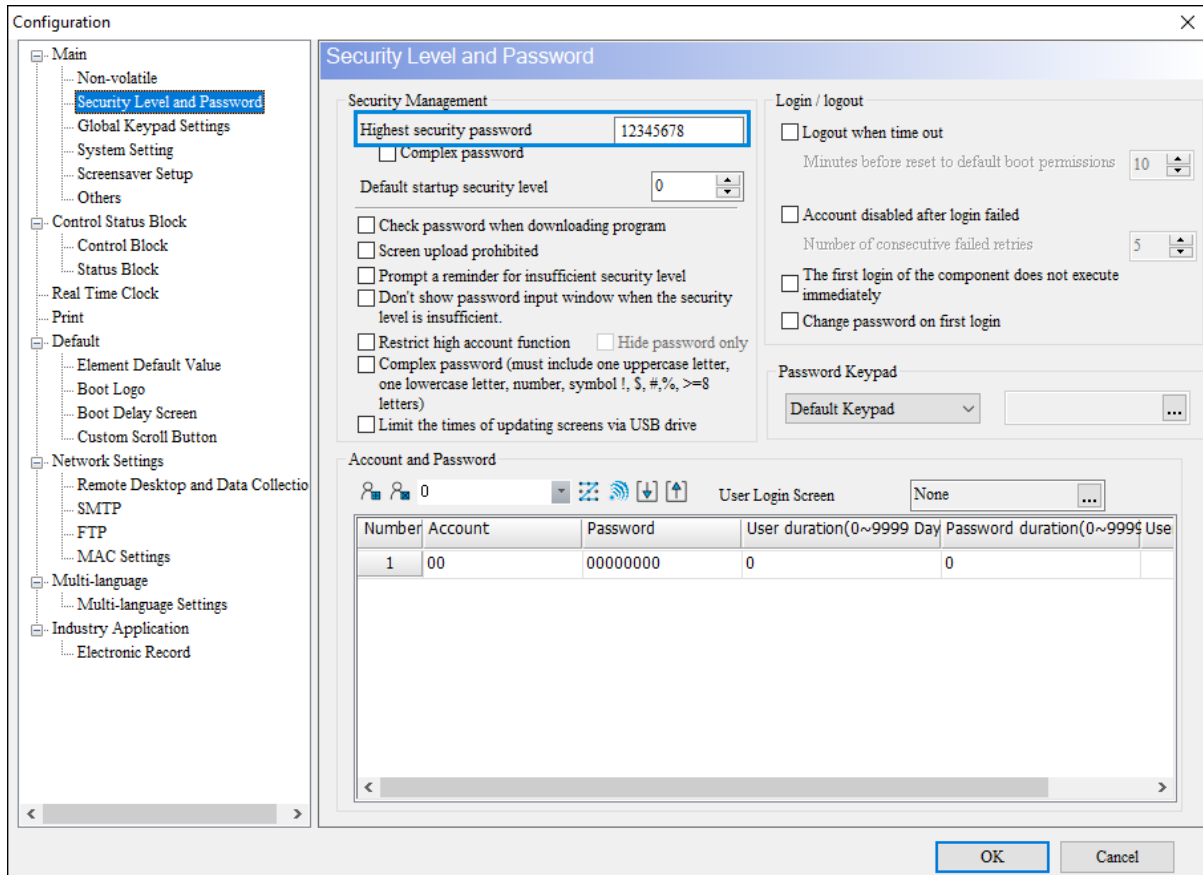 Configuration
Main
Non-volatile
Security Level and Password
Global Keypad Settings
System Setting
Screensaver Setup
Others
Control Status Block
Control Block
Status Block
Real Time Clock
Print
Default
Element Default Value
Boot Logo
Boot Delay Screen
Custom Scroll Button
Network Settings
Remote Desktop and Data Collectio
SMTP
FTP
MAC Settings
Multi-language
Multi-language Settings
Industry Application
Electronic Record
Security Level and Password
Security Management
Highest security password 12345678
Complex password
Default startup security level 0
Check password when downloading program
Screen upload prohibited
Prompt a reminder for insufficient security level
Don't show password input window when the security
level is insufficient.
Restrict high account function Hide password only
Complex password (must include one uppercase letter,
one lowercase letter, number, symbol !, $, #,%, >=8
letters)
Limit the times of updating screens via USB drive
Login / logout
Logout when time out
Minutes before reset to default boot permissions 10
Account disabled after login failed
Number of consecutive failed retries 5
The first login of the component does not execute
immediately
Change password on first login
Password Keypad
Default Keypad ...
Account and Password
0 User Login Screen None ...
Number Account Password User duration(0~9999 Day Password duration(0~9999 Use
1 00 00000000 0 0
OK Cancel